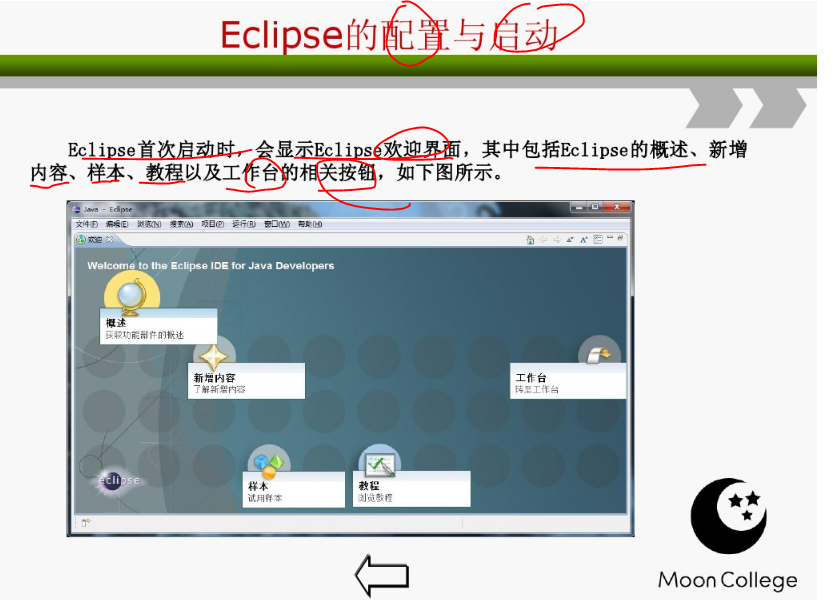 Eclipse的配置与启动
Eclipse首次启动时，会显示Eclipse欢迎界面，其中包括Eclipse的概述、新增
内容、样本、教程以及工作台的相关按钮，如下图所示。
Java - Eclipse
文件(F) 编辑(E) 浏览(N) 搜索(A) 项目(P) 运行(R) 窗口(W) 帮助(H)
欢迎
Welcome to the Eclipse IDE for Java Developers
概述
获取功能部件的概述
新增内容
了解新增内容
工作台
转至工作台
eclipse
样本
试用样本
教程
浏览教程
Moon College